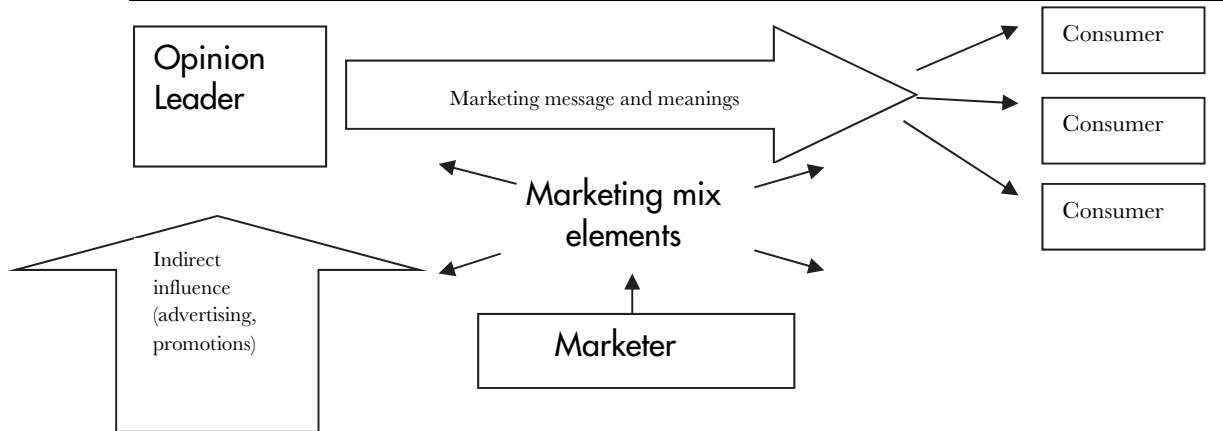 Opinion
Leader
Marketing message and meanings
Consumer
Consumer
Consumer
Marketing mix
elements
Indirect
influence
(advertising,
promotions)
Marketer